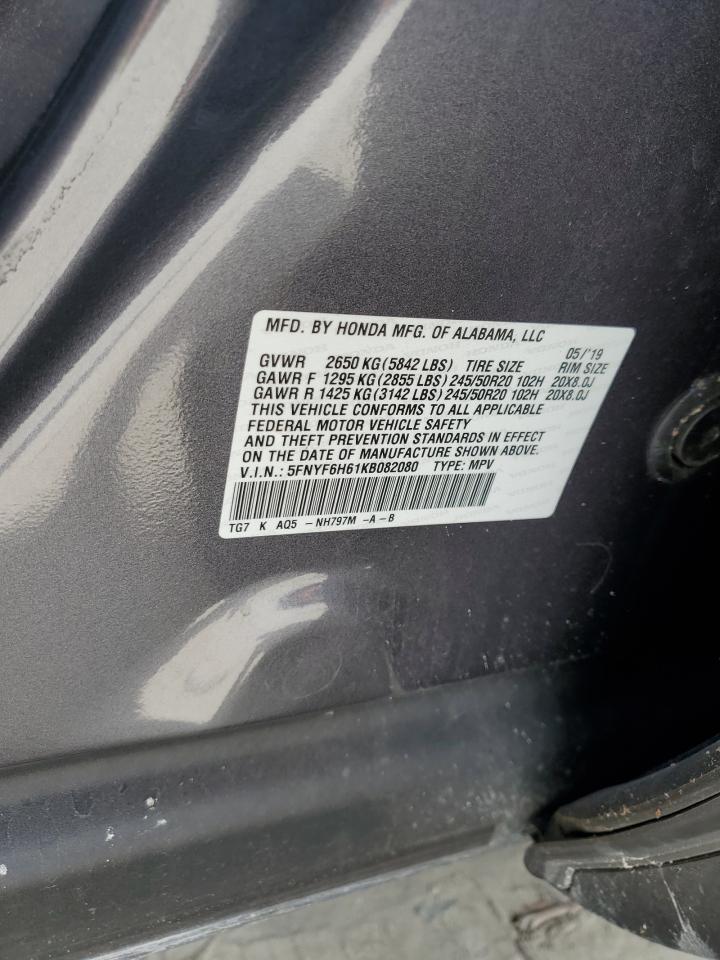 MFD. BY HONDA MFG. OF ALABAMA, LLC
05/'19
GVWR 2650 KG (5842 LBS) TIRE SIZE RIM SIZE
GAWR F 1295 KG (2855 LBS) 245/50R20 102H 20X8.0J
GAWR R 1425 KG (3142 LBS) 245/50R20 102H 20X8.0J
THIS VEHICLE CONFORMS TO ALL APPLICABLE
FEDERAL MOTOR VEHICLE SAFETY
AND THEFT PREVENTION STANDARDS IN EFFECT
ON THE DATE OF MANUFACTURE SHOWN ABOVE.
V.I.N.: 5FNYF6H61KB082080 TYPE: MPV
TG7 K AQ5 -NH797M -A-B